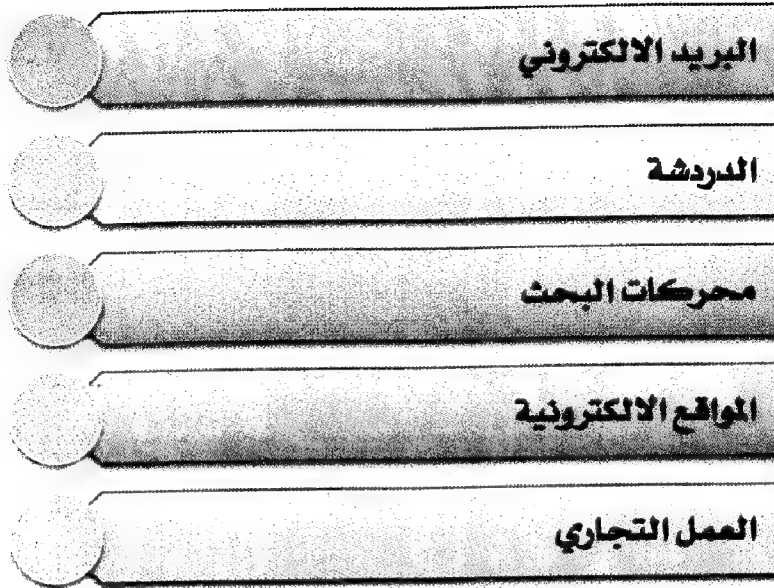 البريد الالكتروني
الدردشة
محركات البحث
المواقع الالكترونية
العمل التجاري